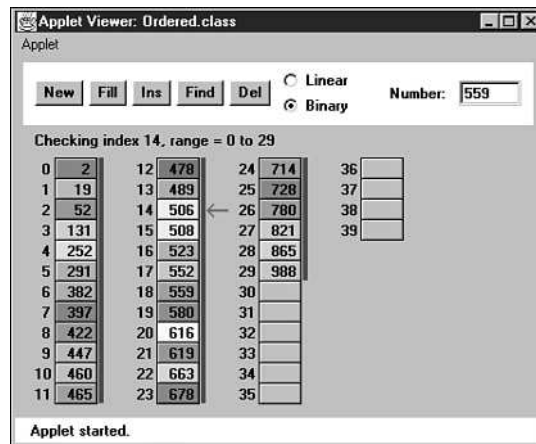 Applet Viewer: Ordered.class
Applet
New Fill Ins Find Del Linear Binary Number: 559
Checking index 14, range = 0 to 29
0 2 12 478 24 714 36
1 19 13 489 25 728 37
2 52 14 506 26 780 38
3 131 15 508 27 821 39
4 252 16 523 28 865
5 291 17 552 29 988
6 382 18 559 30
7 397 19 580 31
8 422 20 616 32
9 447 21 619 33
10 460 22 663 34
11 465 23 678 35
Applet started.